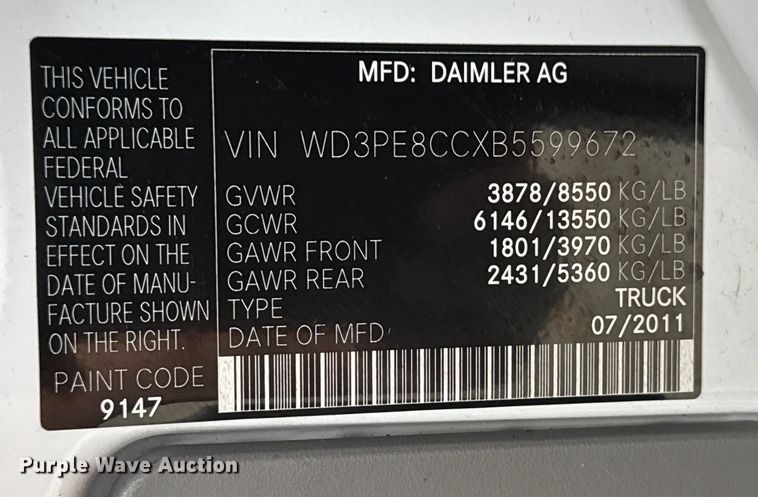 THIS VEHICLE
CONFORMS TO
ALL APPLICABLE
FEDERAL
VEHICLE SAFETY
STANDARDS IN
EFFECT ON THE
DATE OF MANU-
FACTURE SHOWN
ON THE RIGHT.
PAINT CODE
9147
MFD: DAIMLER AG
VIN WD3PE8CCXB5599672
GVWR 3878/8550 KG/LB
GCWR 6146/13550 KG/LB
GAWR FRONT 1801/3970 KG/LB
GAWR REAR 2431/5360 KG/LB
TYPE TRUCK
DATE OF MFD 07/2011
Purple Wave Auction